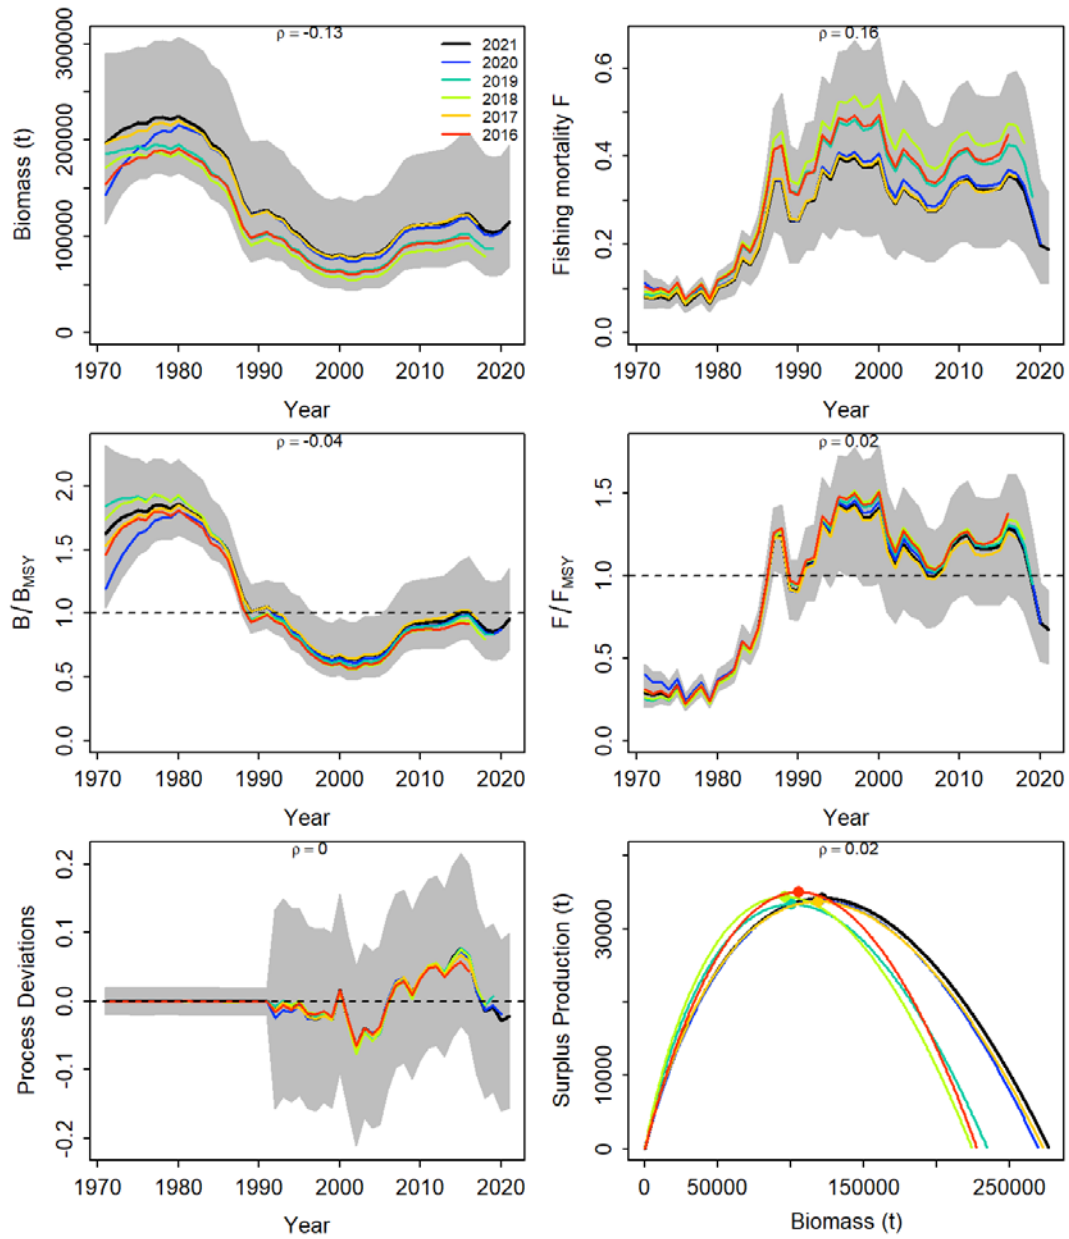 ρ = -0.13
2021
2020
2019
2018
2017
2016
Biomass (t)
0
100000
200000
300000
1970 1980 1990 2000 2010 2020
Year
ρ = 0.16
Fishing mortality F
0.0
0.2
0.4
0.6
1970 1980 1990 2000 2010 2020
Year
ρ = -0.04
B/BMSY
0.0
0.5
1.0
1.5
2.0
1970 1980 1990 2000 2010 2020
Year
ρ = 0.02
F/FMSY
0.0
0.5
1.0
1.5
1970 1980 1990 2000 2010 2020
Year
ρ = 0
Process Deviations
-0.2
-0.1
0.0
0.1
0.2
1970 1980 1990 2000 2010 2020
Year
ρ = 0.02
Surplus Production (t)
0
10000
30000
0 50000 150000 250000
Biomass (t)